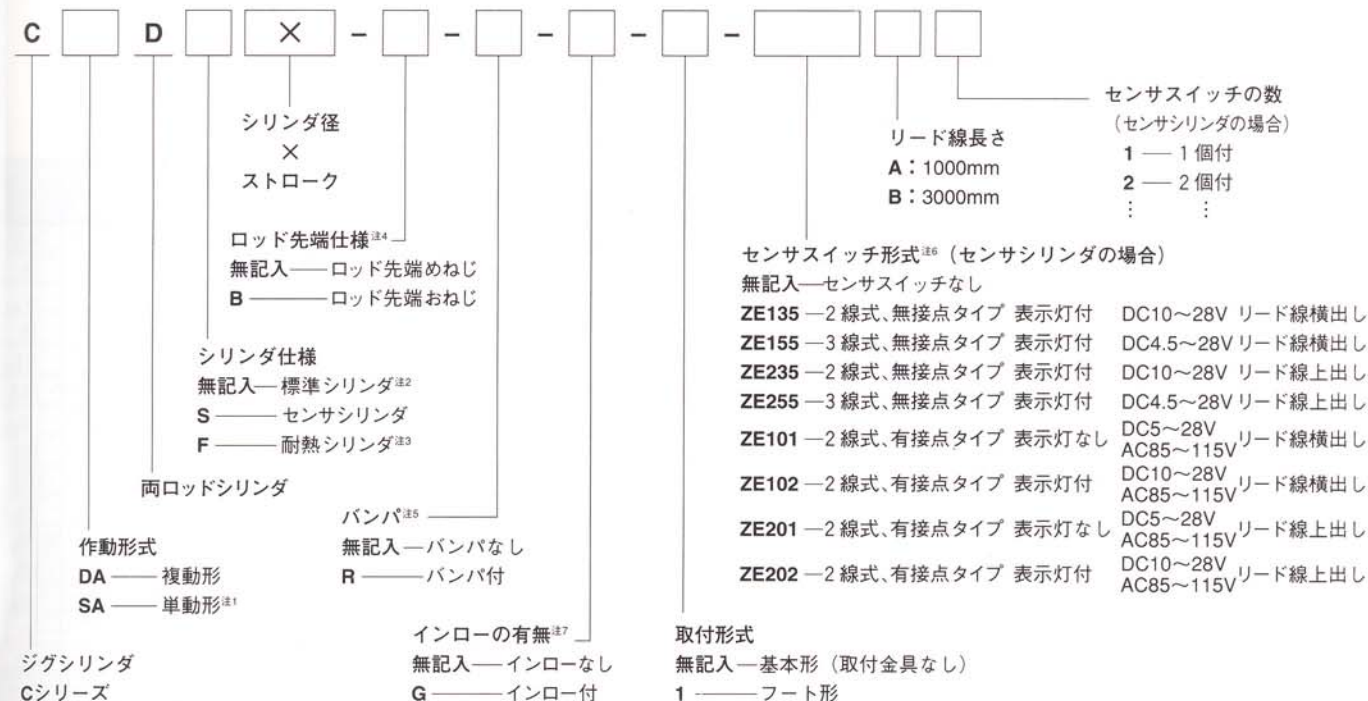 C □ D □ × - □ - □ - □ - □ - □ □ □
シリンダ径
×
ストローク
センサスイッチの数
（センサシリンダの場合）
1 ── 1個付
2 ── 2個付
⋮ ⋮
リード線長さ
A：1000mm
B：3000mm
ロッド先端仕様注4
無記入──ロッド先端めねじ
B ──ロッド先端おねじ
センサスイッチ形式注6（センサシリンダの場合）
無記入──センサスイッチなし
ZE135 ─2線式、無接点タイプ 表示灯付 DC10～28V リード線横出し
ZE155 ─3線式、無接点タイプ 表示灯付 DC4.5～28V リード線横出し
ZE235 ─2線式、無接点タイプ 表示灯付 DC10～28V リード線上出し
ZE255 ─3線式、無接点タイプ 表示灯付 DC4.5～28V リード線上出し
ZE101 ─2線式、有接点タイプ 表示灯なし DC5～28V AC85～115V リード線横出し
ZE102 ─2線式、有接点タイプ 表示灯付 DC10～28V AC85～115V リード線横出し
ZE201 ─2線式、有接点タイプ 表示灯なし DC5～28V AC85～115V リード線上出し
ZE202 ─2線式、有接点タイプ 表示灯付 DC10～28V AC85～115V リード線上出し
シリンダ仕様
無記入─標準シリンダ注2
S ──センサシリンダ
F ──耐熱シリンダ注3
両ロッドシリンダ
バンパ注5
無記入─バンパなし
R ──バンパ付
作動形式
DA ── 複動形
SA ── 単動形注1
インローの有無注7
無記入──インローなし
G ──インロー付
取付形式
無記入─基本形（取付金具なし）
1 ──フート形
ジグシリンダ
Cシリーズ